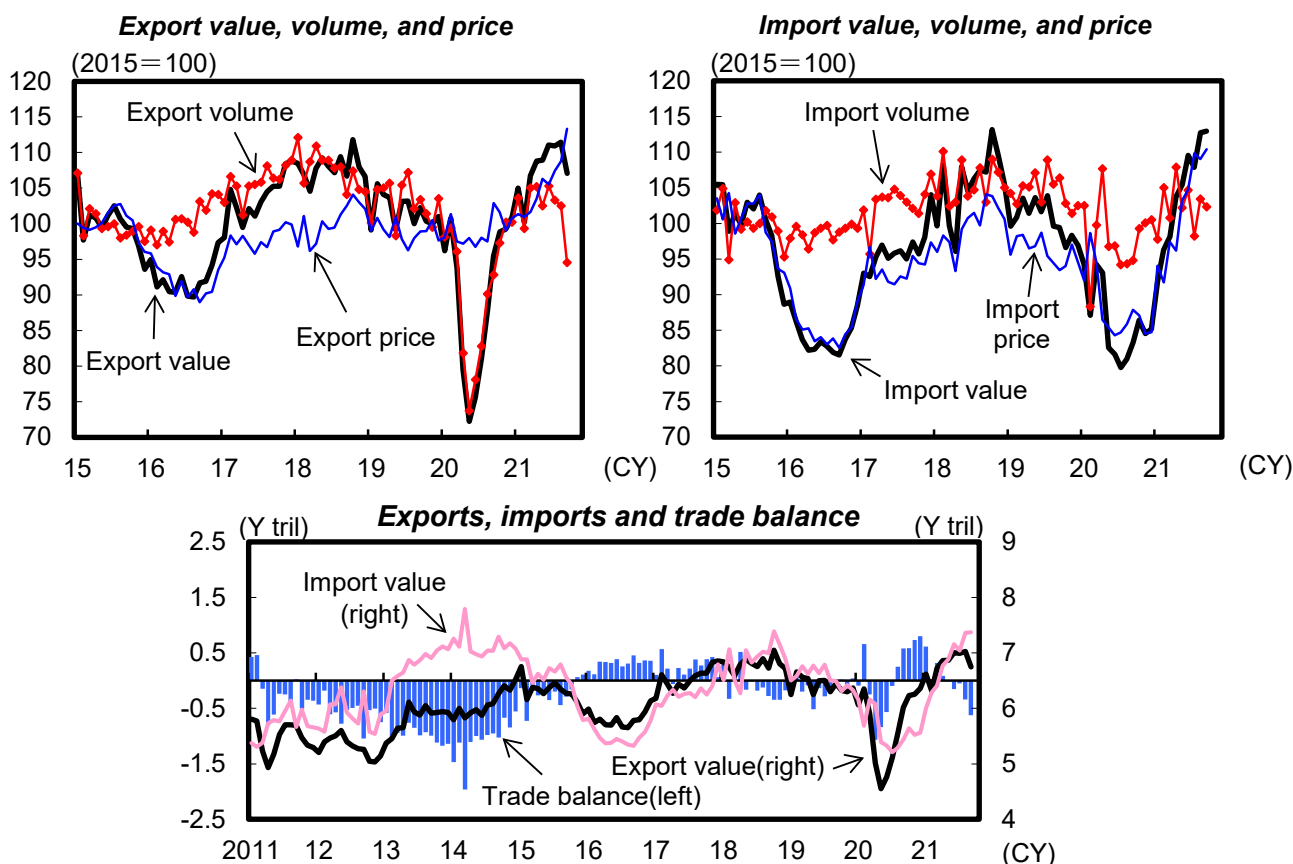 Export value, volume, and price
(2015＝100)
120
115
110
105
100
95
90
85
80
75
70
Export volume
Export price
Export value
15 16 17 18 19 20 21 (CY)
Import value, volume, and price
(2015＝100)
120
115
110
105
100
95
90
85
80
75
70
Import volume
Import
price
Import value
15 16 17 18 19 20 21 (CY)
Exports, imports and trade balance
(Y tril)
(Y tril)
2.5
1.5
0.5
-0.5
-1.5
-2.5
Import value
(right)
Export value(right)
Trade balance(left)
9
8
7
6
5
4
2011 12 13 14 15 16 17 18 19 20 21 (CY)